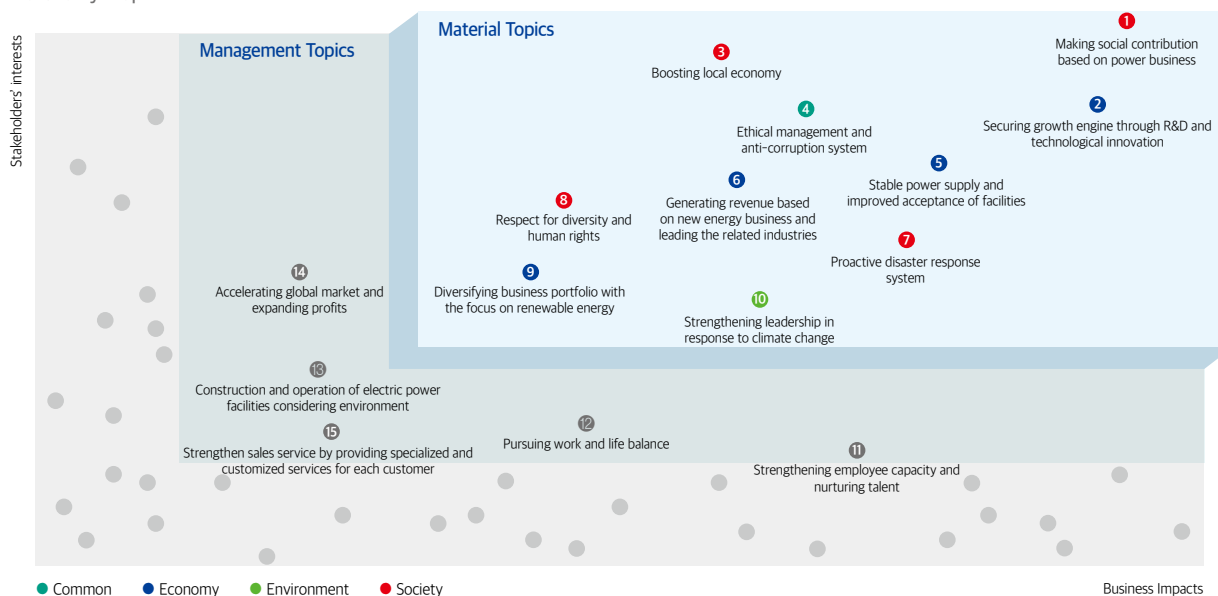 Stakeholders' interests
Management Topics
Material Topics
1
Making social contribution
based on power business
3
Boosting local economy
2
Securing growth engine through R&D and
technological innovation
4
Ethical management and
anti-corruption system
5
Stable power supply and
improved acceptance of facilities
6
Generating revenue based
on new energy business and
leading the related industries
8
Respect for diversity and
human rights
7
Proactive disaster response
system
14
Accelerating global market and
expanding profits
9
Diversifying business portfolio with
the focus on renewable energy
10
Strengthening leadership in
response to climate change
13
Construction and operation of electric power
facilities considering environment
15
Strengthen sales service by providing specialized and
customized services for each customer
12
Pursuing work and life balance
11
Strengthening employee capacity and
nurturing talent
Common
Economy
Environment
Society
Business Impacts